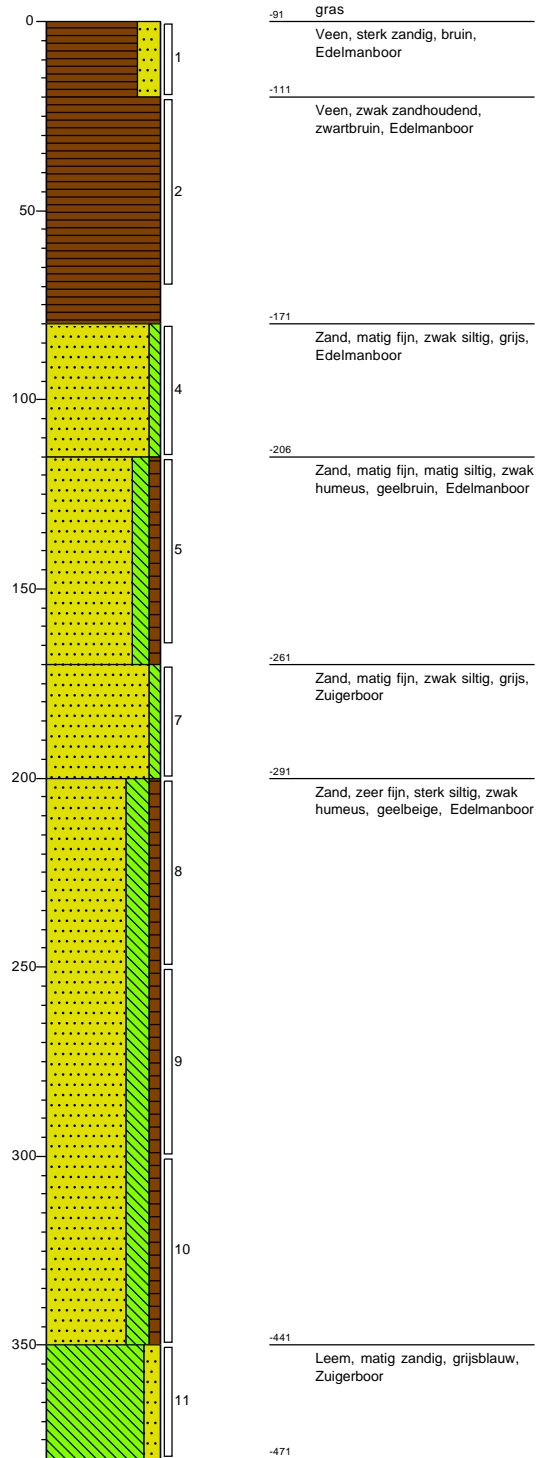 0
-91
gras
1
Veen, sterk zandig, bruin,
Edelmanboor
-111
2
Veen, zwak zandhoudend,
zwartbruin, Edelmanboor
50
-171
4
Zand, matig fijn, zwak siltig, grijs,
Edelmanboor
100
-206
5
Zand, matig fijn, matig siltig, zwak
humeus, geelbruin, Edelmanboor
150
-261
7
Zand, matig fijn, zwak siltig, grijs,
Zuigerboor
200
-291
8
Zand, zeer fijn, sterk siltig, zwak
humeus, geelbeige, Edelmanboor
250
9
300
10
350
-441
11
Leem, matig zandig, grijsblauw,
Zuigerboor
-471